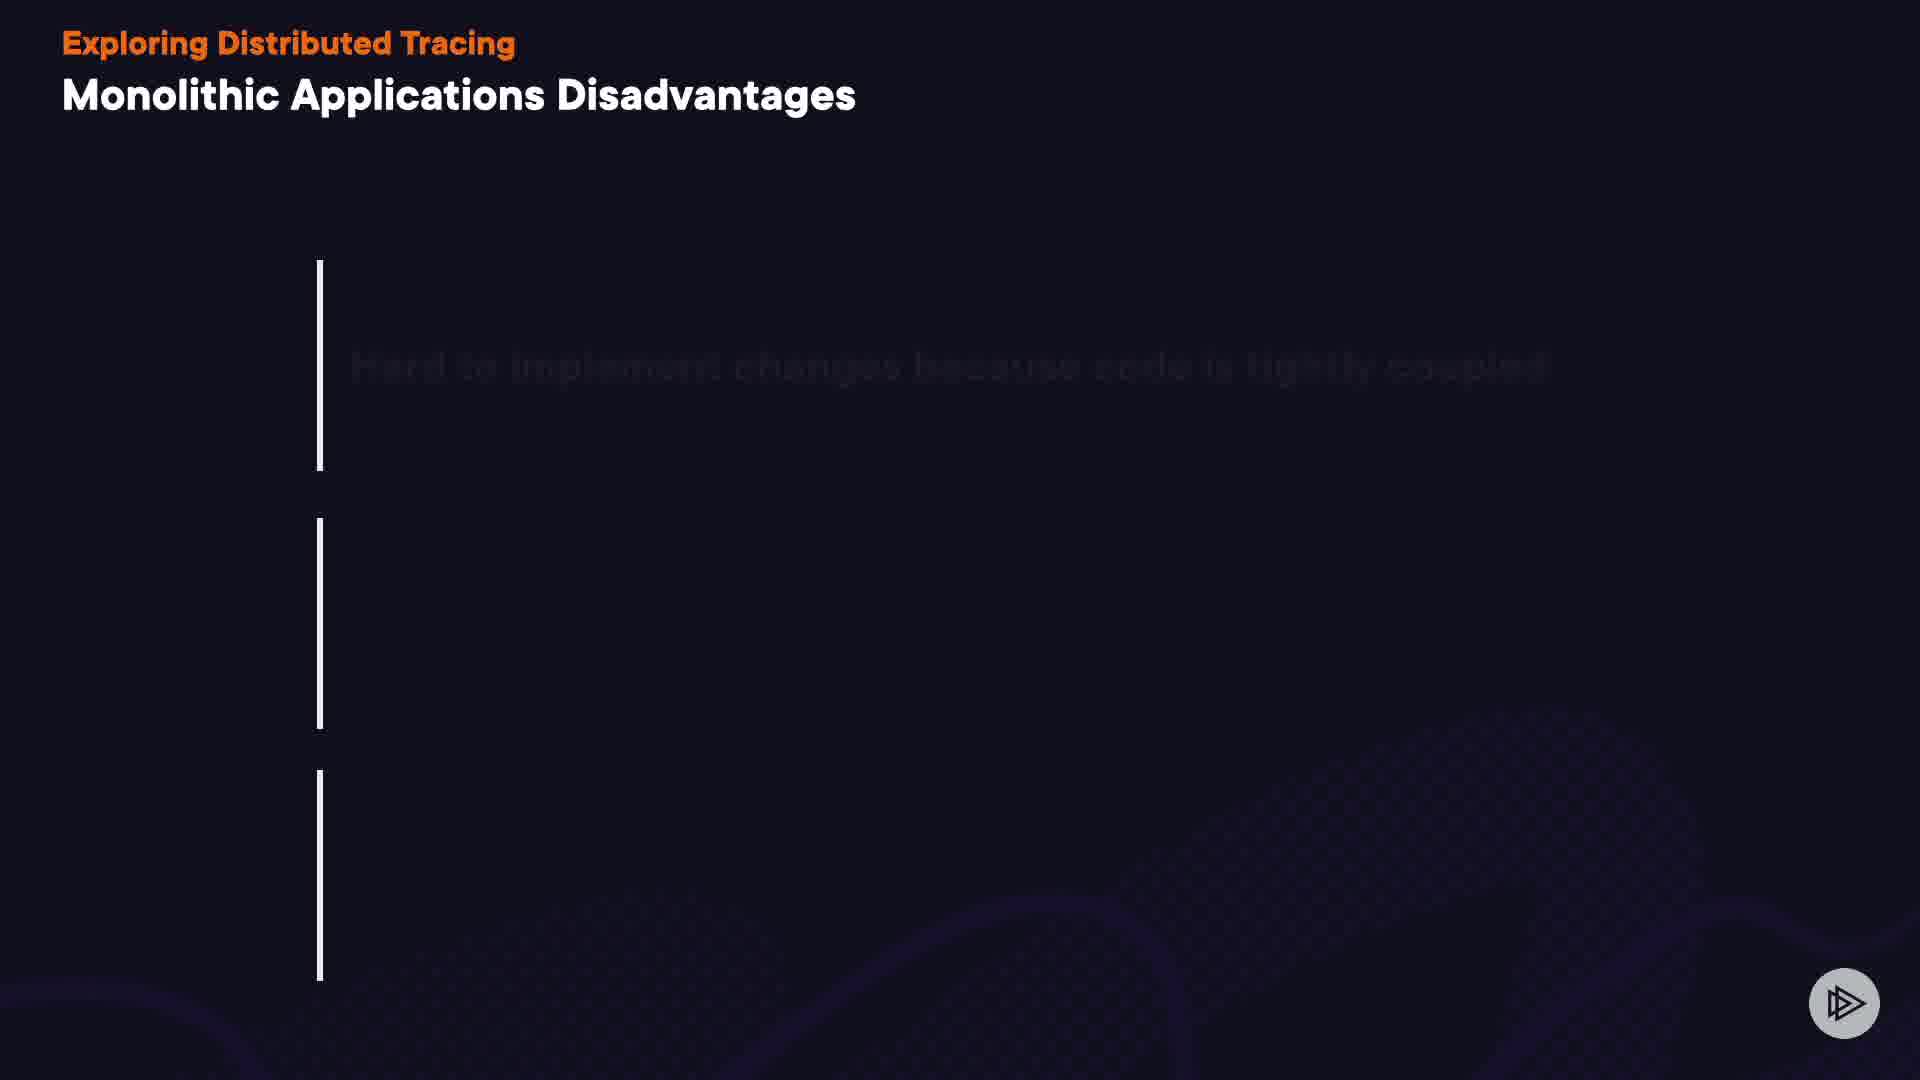 Exploring Distributed Tracing
Monolithic Applications Disadvantages
Hard to implement changes because code is tightly coupled